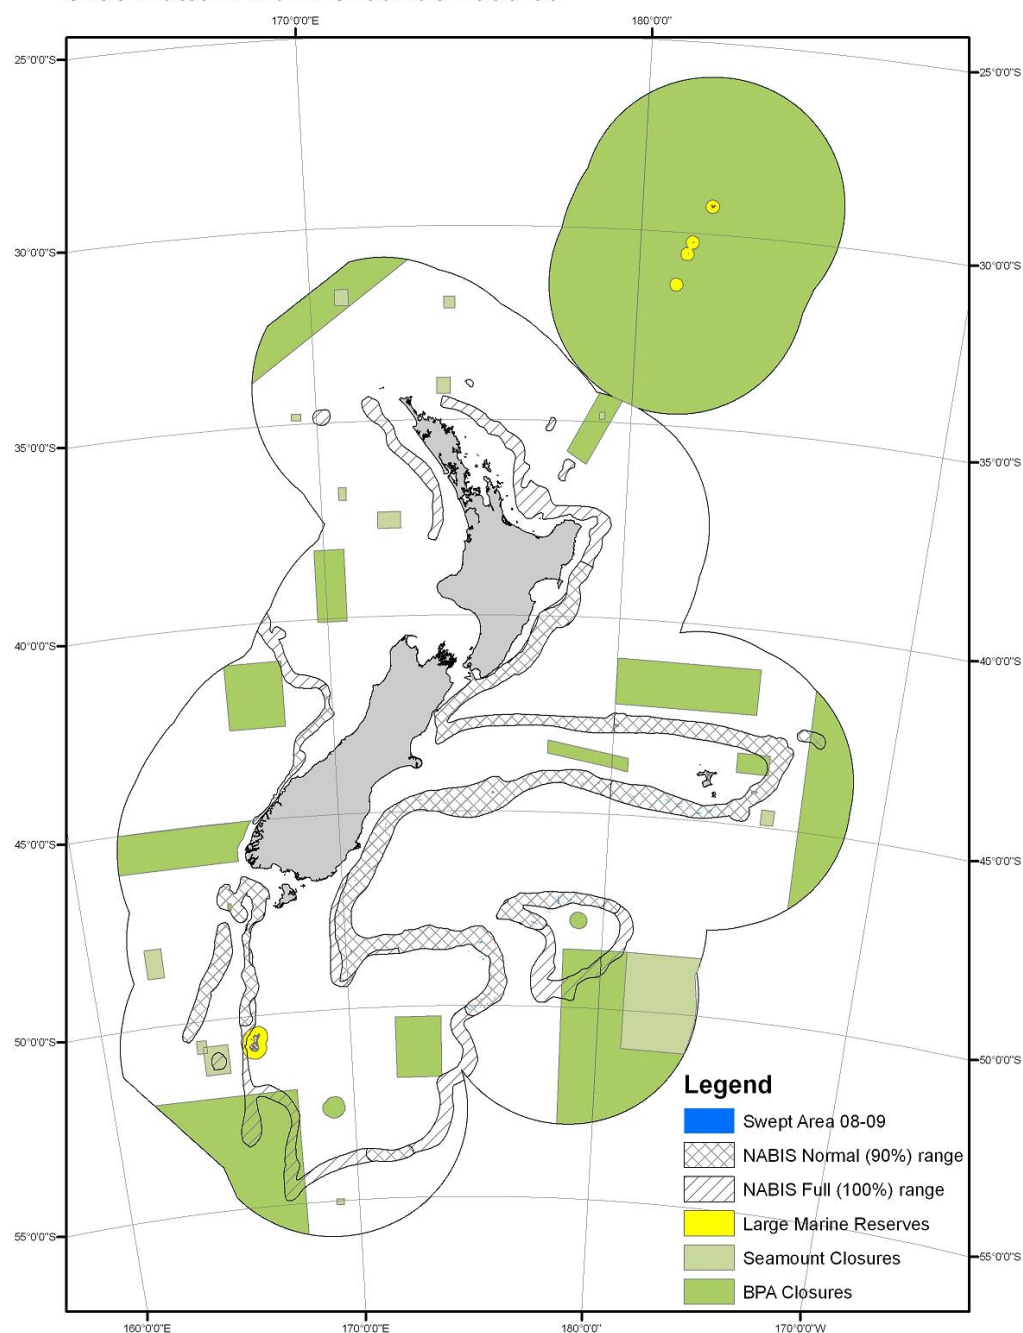 170°0'0"E 180°0'0"
25°0'0"S 25°0'0"S
30°0'0"S 30°0'0"S
35°0'0"S 35°0'0"S
40°0'0"S 40°0'0"S
45°0'0"S 45°0'0"S
50°0'0"S 50°0'0"S
Legend
Swept Area 08-09
NABIS Normal (90%) range
NABIS Full (100%) range
Large Marine Reserves
55°0'0"S 55°0'0"S
Seamount Closures
BPA Closures
160°0'0"E 170°0'0"E 180°0'0" 170°0'0"W